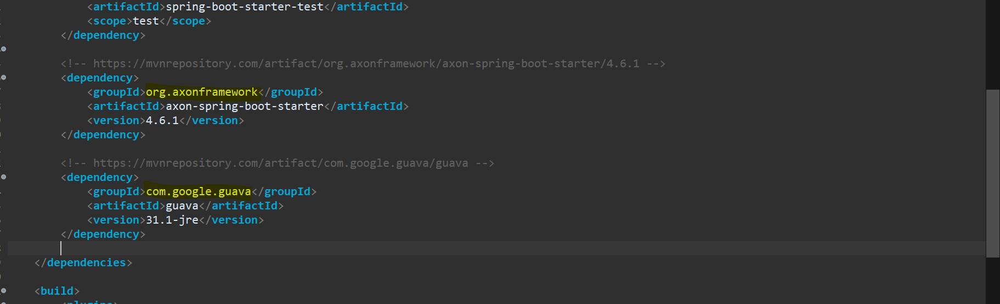 <artifactId>spring-boot-starter-test</artifactId>
<scope>test</scope>
</dependency>
<!-- https://mvnrepository.com/artifact/org.axonframework/axon-spring-boot-starter/4.6.1 -->
<dependency>
<groupId>org.axonframework</groupId>
<artifactId>axon-spring-boot-starter</artifactId>
<version>4.6.1</version>
</dependency>
<!-- https://mvnrepository.com/artifact/com.google.guava/guava -->
<dependency>
<groupId>com.google.guava</groupId>
<artifactId>guava</artifactId>
<version>31.1-jre</version>
</dependency>
</dependencies>
<build>
<plugins>